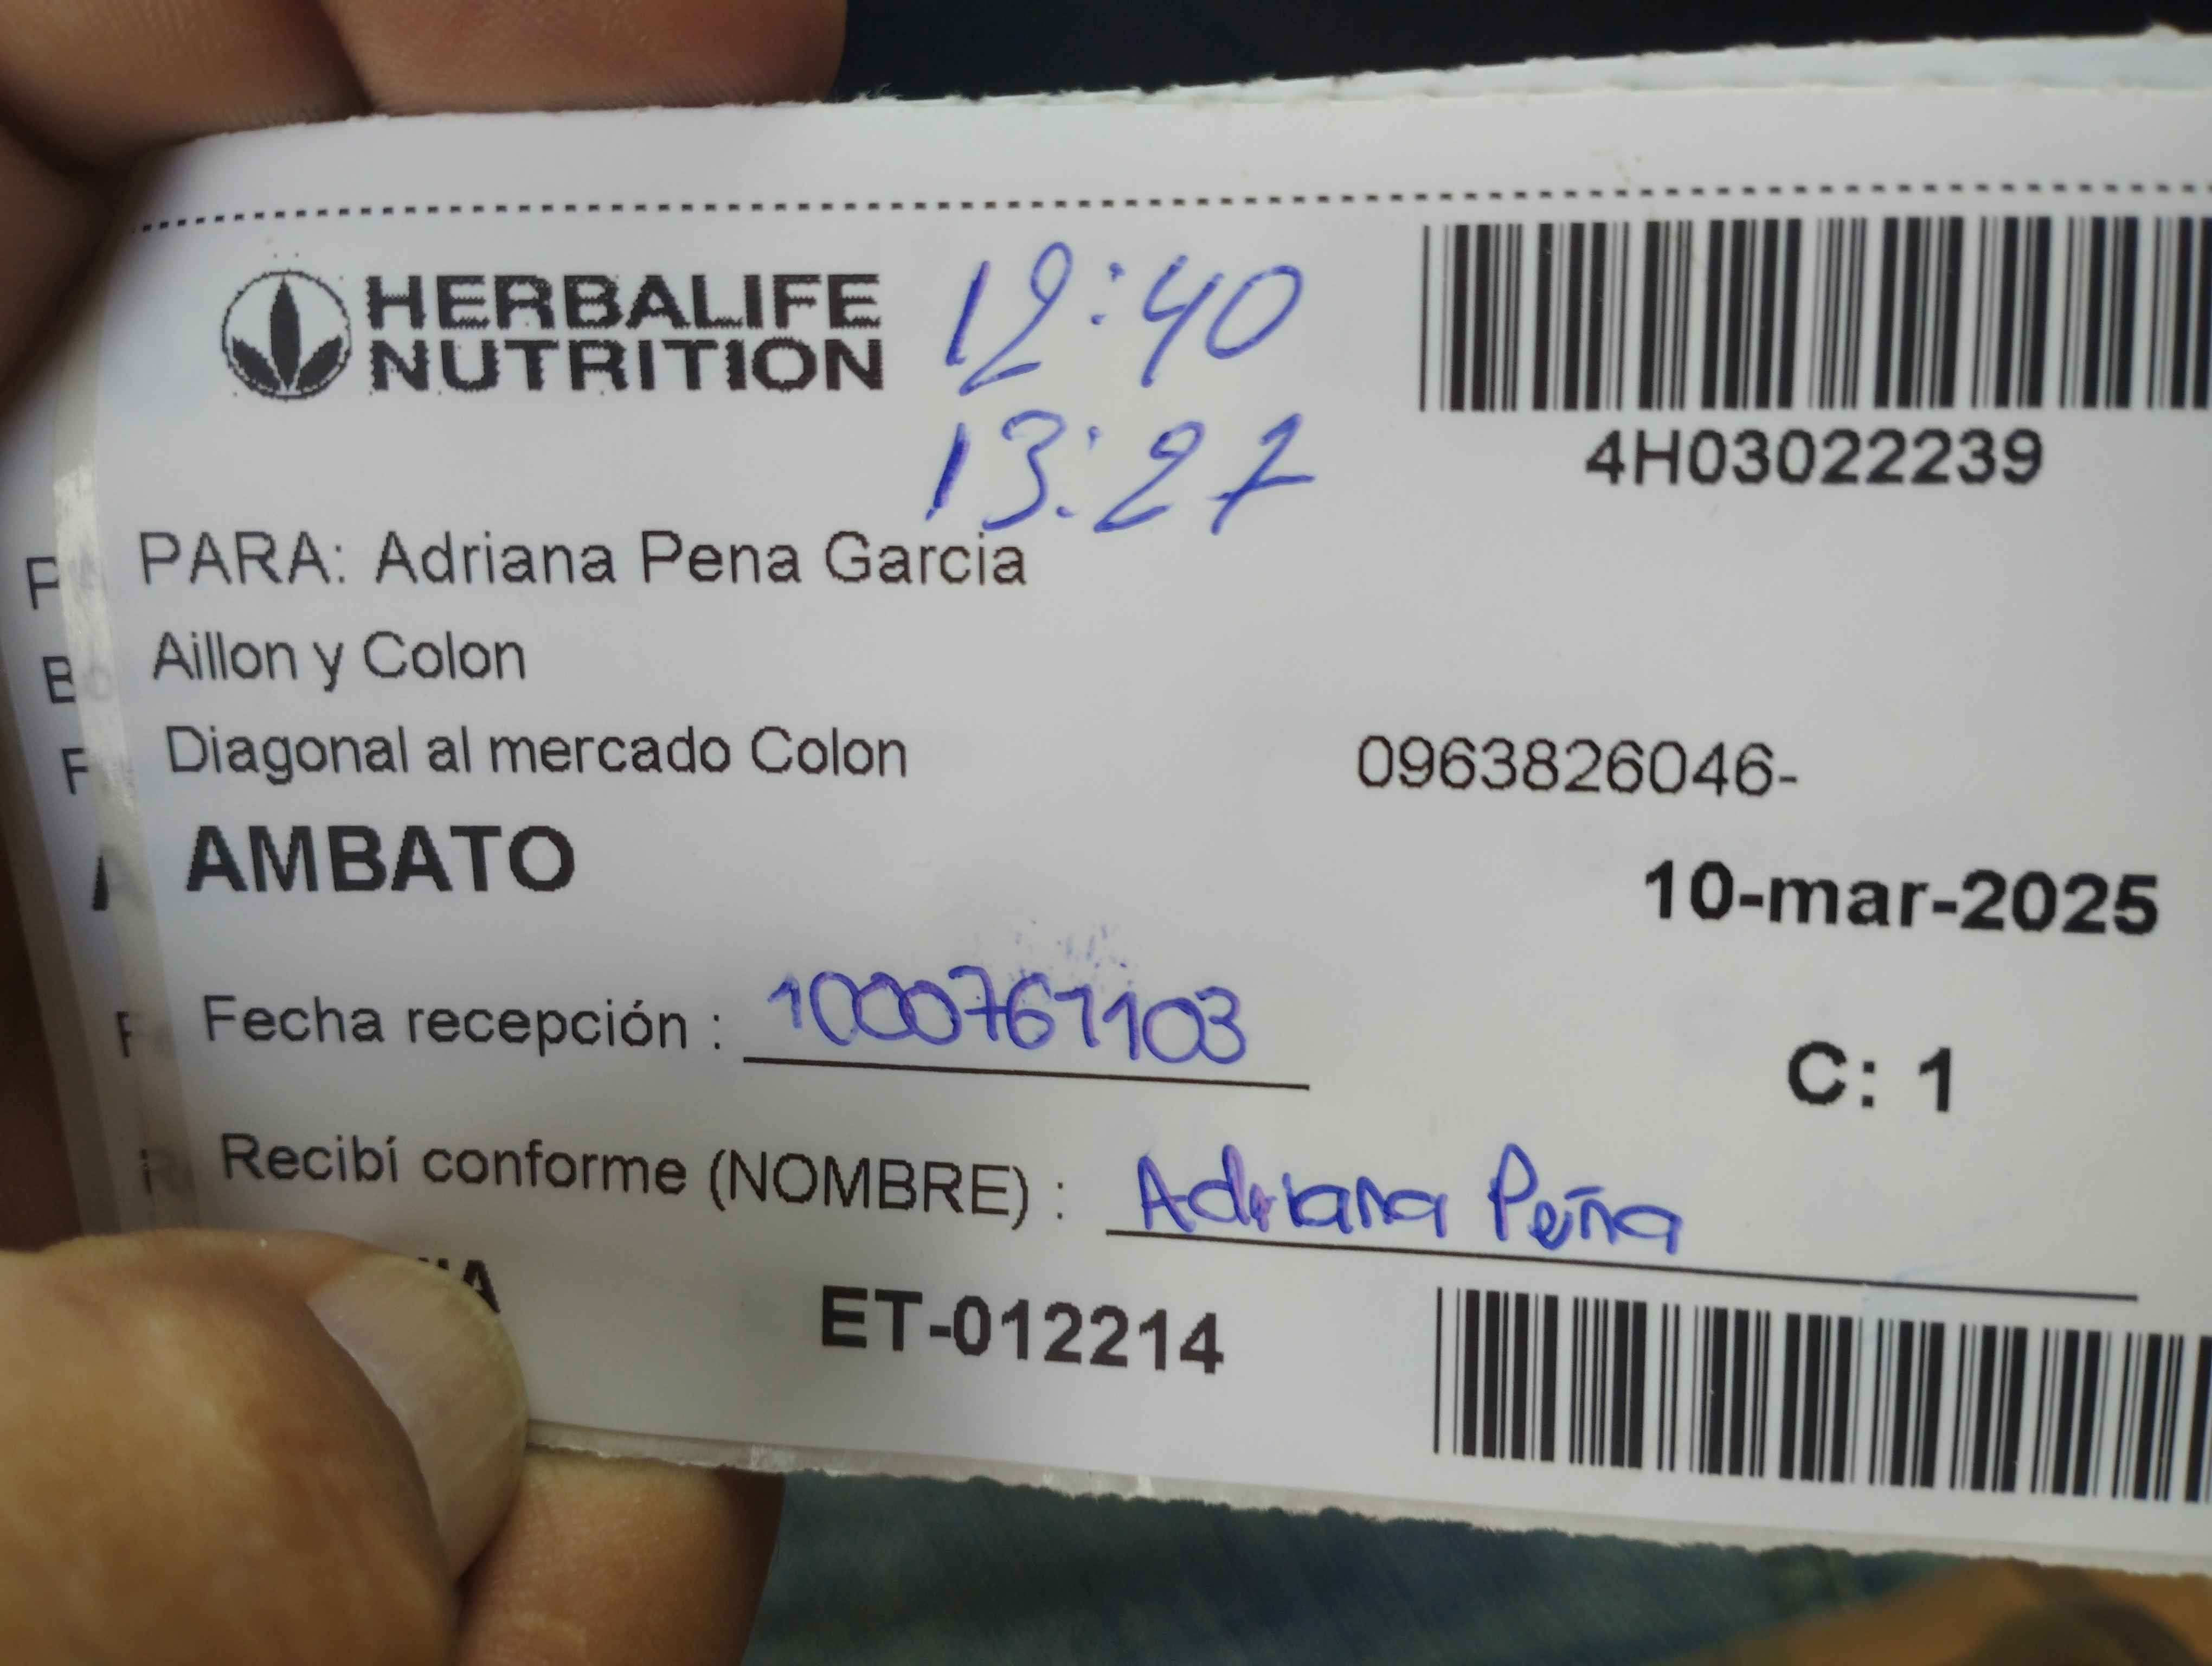 HERBALIFE
NUTRITION
12:40
13:27
4H03022239
PARA: Adriana Pena Garcia
Aillon y Colon
Diagonal al mercado Colon
0963826046-
AMBATO
10-mar-2025
Fecha recepción : 1000761103
C: 1
Recibí conforme (NOMBRE) : Adriana Peña
ET-012214